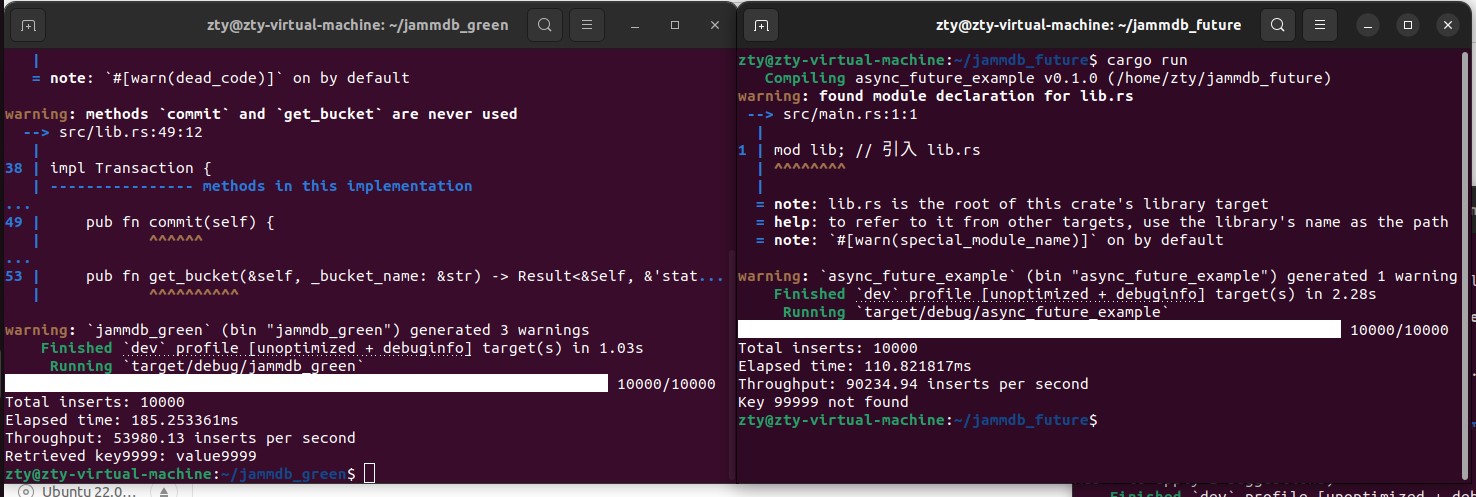 zty@zty-virtual-machine: ~/jammdb_green
|
= note: `#[warn(dead_code)]` on by default
warning: methods `commit` and `get_bucket` are never used
--> src/lib.rs:49:12
|
38 | impl Transaction {
| ---------------- methods in this implementation
...
49 | pub fn commit(self) {
| ^^^^^^
...
53 | pub fn get_bucket(&self, _bucket_name: &str) -> Result<&Self, &'stat...
| ^^^^^^^^^^
warning: `jammdb_green` (bin "jammdb_green") generated 3 warnings
Finished `dev` profile [unoptimized + debuginfo] target(s) in 1.03s
Running `target/debug/jammdb_green`
10000/10000
Total inserts: 10000
Elapsed time: 185.253361ms
Throughput: 53980.13 inserts per second
Retrieved key9999: value9999
zty@zty-virtual-machine:~/jammdb_green$
Ubuntu 22.0...
zty@zty-virtual-machine: ~/jammdb_future
zty@zty-virtual-machine:~/jammdb_future$ cargo run
Compiling async_future_example v0.1.0 (/home/zty/jammdb_future)
warning: found module declaration for lib.rs
--> src/main.rs:1:1
|
1 | mod lib; // 引入 lib.rs
| ^^^^^^^^
|
= note: lib.rs is the root of this crate's library target
= help: to refer to it from other targets, use the library's name as the path
= note: `#[warn(special_module_name)]` on by default
warning: `async_future_example` (bin "async_future_example") generated 1 warning
Finished `dev` profile [unoptimized + debuginfo] target(s) in 2.28s
Running `target/debug/async_future_example`
10000/10000
Total inserts: 10000
Elapsed time: 110.821817ms
Throughput: 90234.94 inserts per second
Key 99999 not found
zty@zty-virtual-machine:~/jammdb_future$
Finished `dev` profile [unoptimized + deb